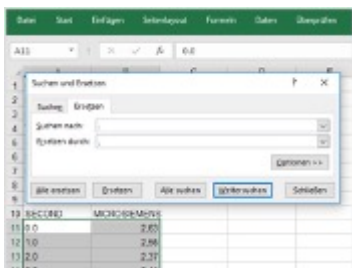 Datei Start Einfügen Seitenlayout Formeln Daten Überprüfen
A11 fx 0.0
Suchen und Ersetzen ? X
Suchen Ersetzen
Suchen nach: .
Ersetzen durch: ,
Optionen >>
Alle ersetzen Ersetzen Alle suchen Weitersuchen Schließen
10 SECOND MICROSIEMENS
11 0.0 2,63
12 1.0 2,56
13 2.0 2,37